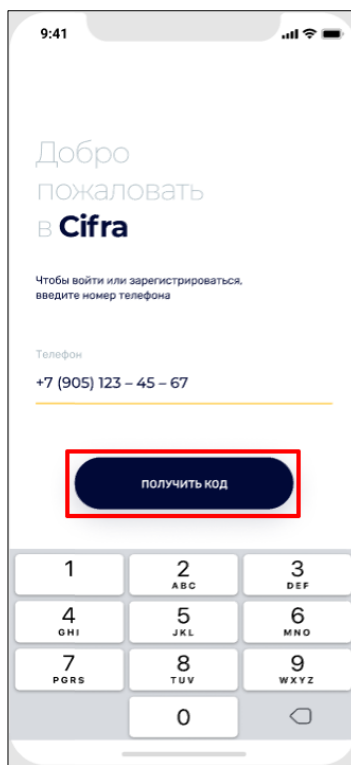 9:41
Добро
пожаловать
в Cifra
Чтобы войти или зарегистрироваться,
введите номер телефона
Телефон
+7 (905) 123 – 45 – 67
ПОЛУЧИТЬ КОД
1 2 3
ABC DEF
4 5 6
GHI JKL MNO
7 8 9
PGRS TUV WXYZ
0